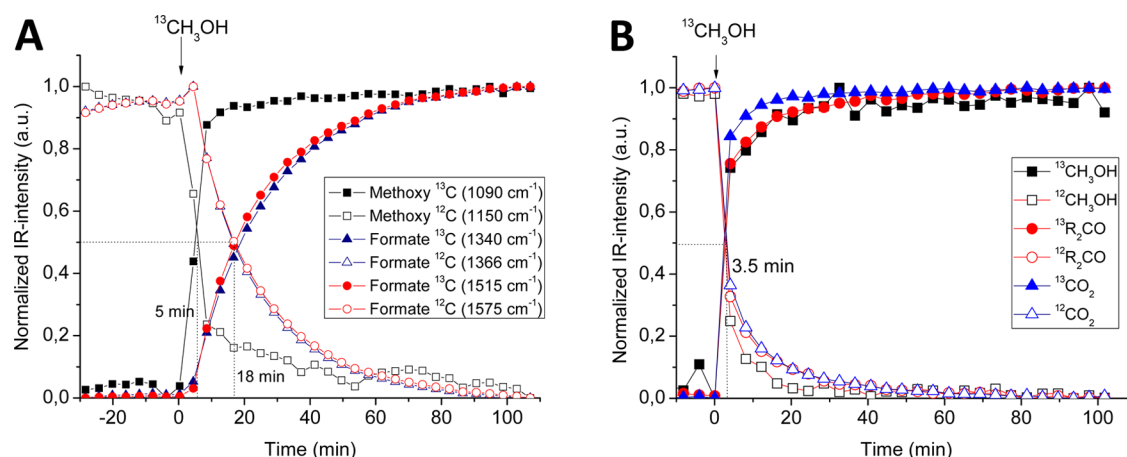 A
¹³CH₃OH
Normalized IR-intensity (a.u.)
1,0
0,8
0,6
0,4
0,2
0,0
5 min
18 min
Methoxy ¹³C (1090 cm⁻¹)
Methoxy ¹²C (1150 cm⁻¹)
Formate ¹³C (1340 cm⁻¹)
Formate ¹²C (1366 cm⁻¹)
Formate ¹³C (1515 cm⁻¹)
Formate ¹²C (1575 cm⁻¹)
-20 0 20 40 60 80 100
Time (min)
B
¹³CH₃OH
Normalized IR-intensity (a.u.)
1,0
0,8
0,6
0,4
0,2
0,0
3.5 min
¹³CH₃OH
¹²CH₃OH
¹³R₂CO
¹²R₂CO
¹³CO₂
¹²CO₂
0 20 40 60 80 100
Time (min)